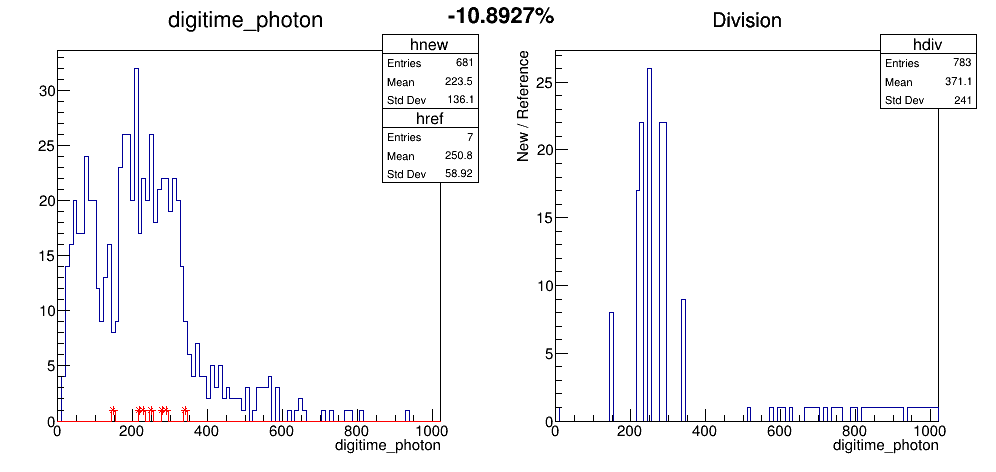 -10.8927%
digitime_photon
hnew
Entries 681
Mean 223.5
Std Dev 136.1
href
Entries 7
Mean 250.8
Std Dev 58.92
30
25
20
15
10
5
0
0 200 400 600 800 1000
digitime_photon
Division
hdiv
Entries 783
Mean 371.1
Std Dev 241
New / Reference
25
20
15
10
5
0
0 200 400 600 800 1000
digitime_photon